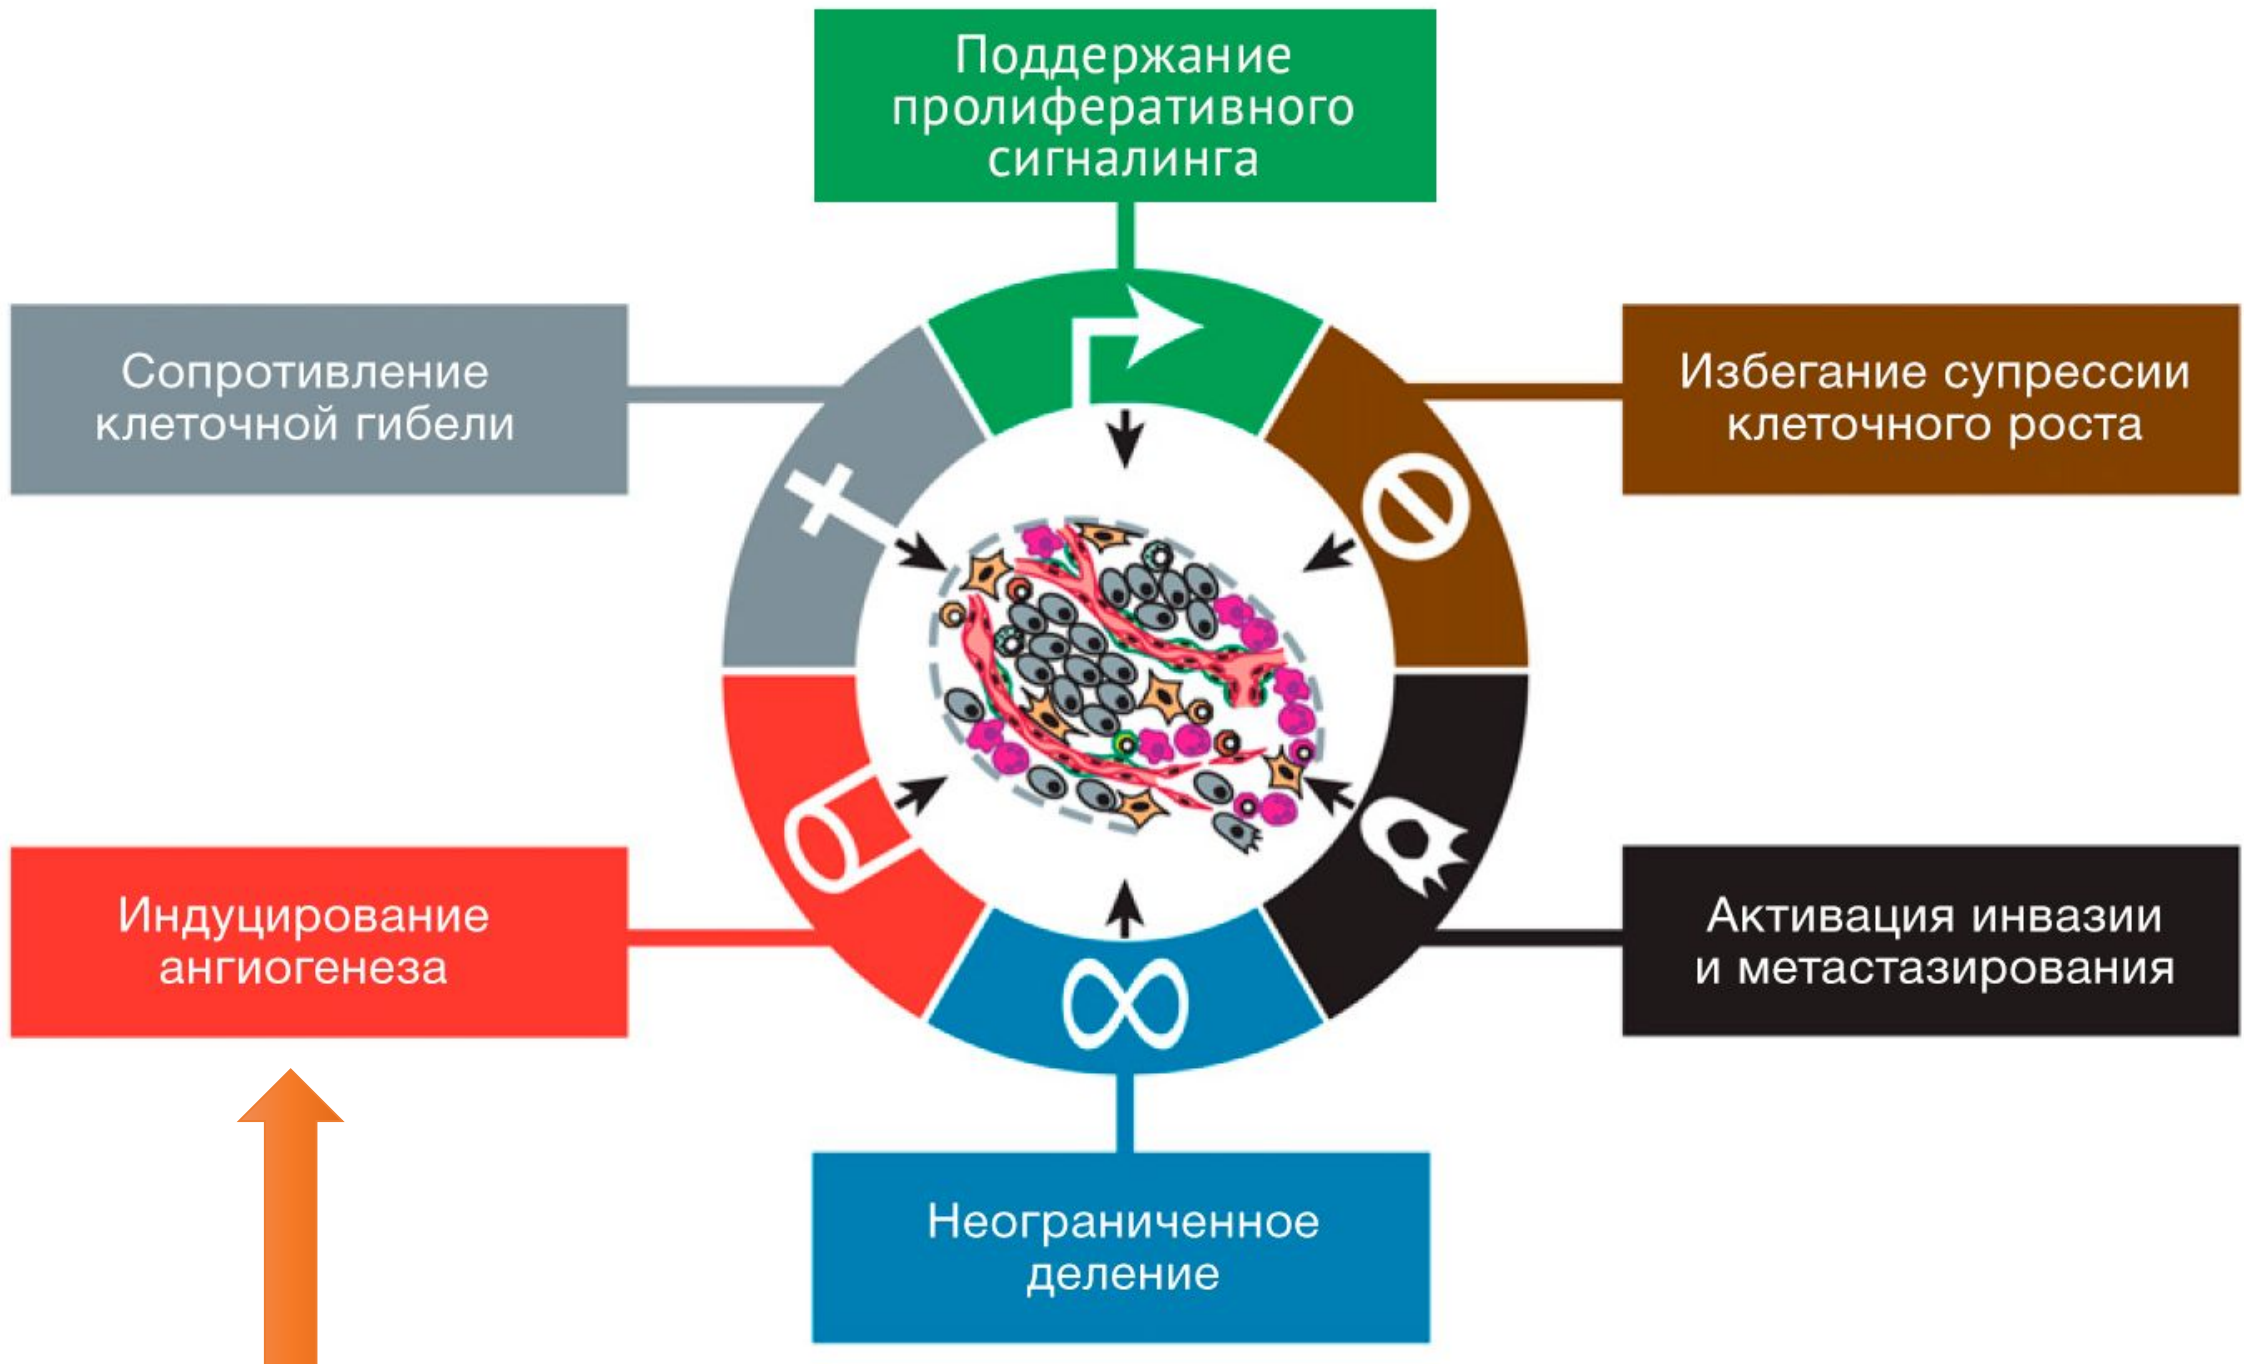 Поддержание
пролиферативного
сигналинга
Сопротивление
клеточной гибели
Избегание супрессии
клеточного роста
Индуцирование
ангиогенеза
Активация инвазии
и метастазирования
Неограниченное
деление